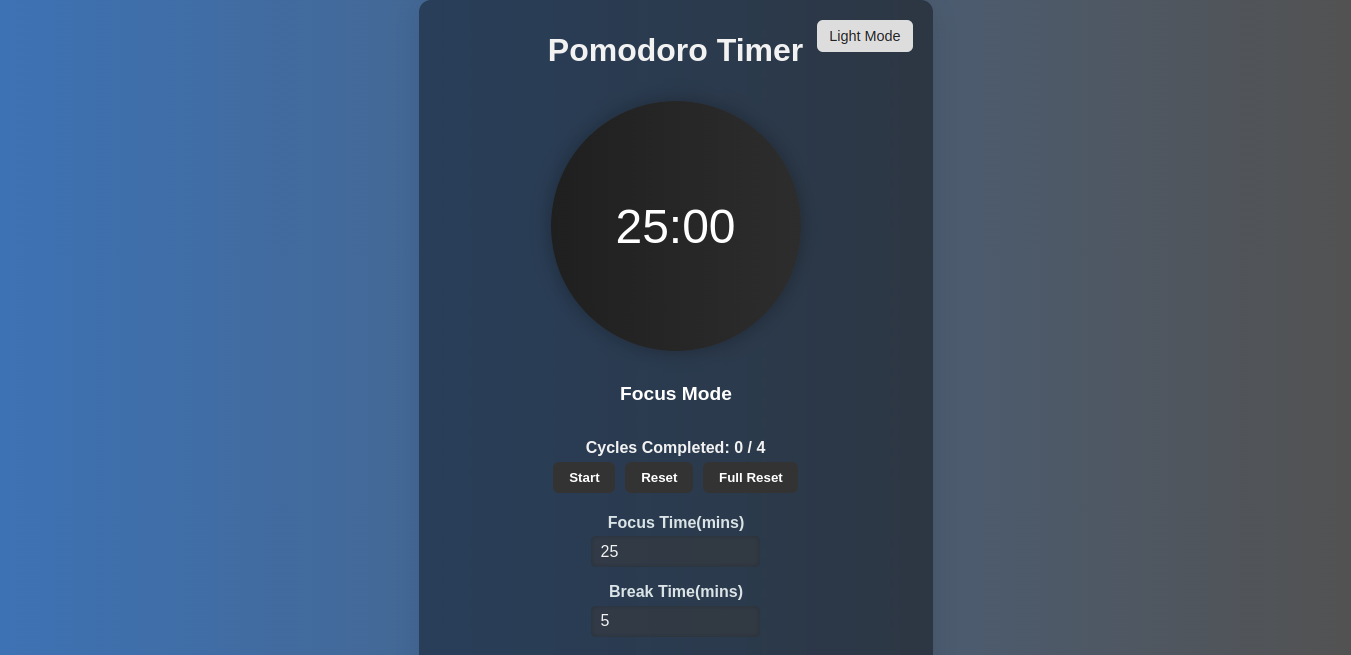 Light Mode
Pomodoro Timer
25:00
Focus Mode
Cycles Completed: 0 / 4
Start Reset Full Reset
Focus Time(mins)
25
Break Time(mins)
5